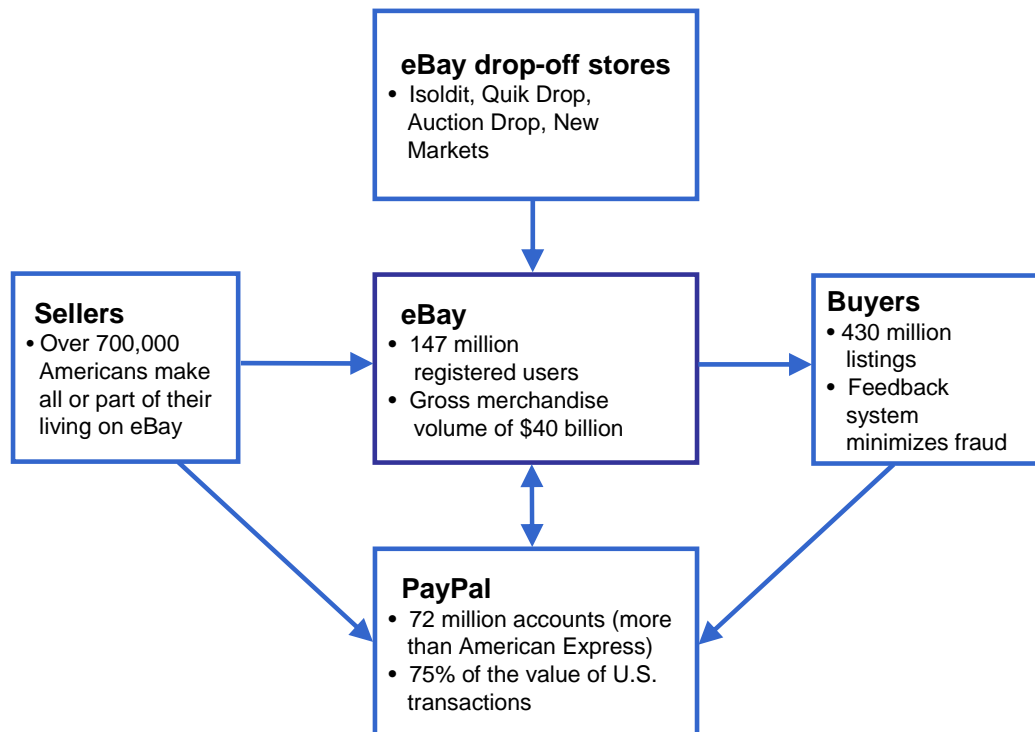 eBay drop-off stores
• Isoldit, Quik Drop,
Auction Drop, New
Markets
Sellers
• Over 700,000
Americans make
all or part of their
living on eBay
eBay
• 147 million
registered users
• Gross merchandise
volume of $40 billion
Buyers
• 430 million
listings
• Feedback
system
minimizes fraud
PayPal
• 72 million accounts (more
than American Express)
• 75% of the value of U.S.
transactions